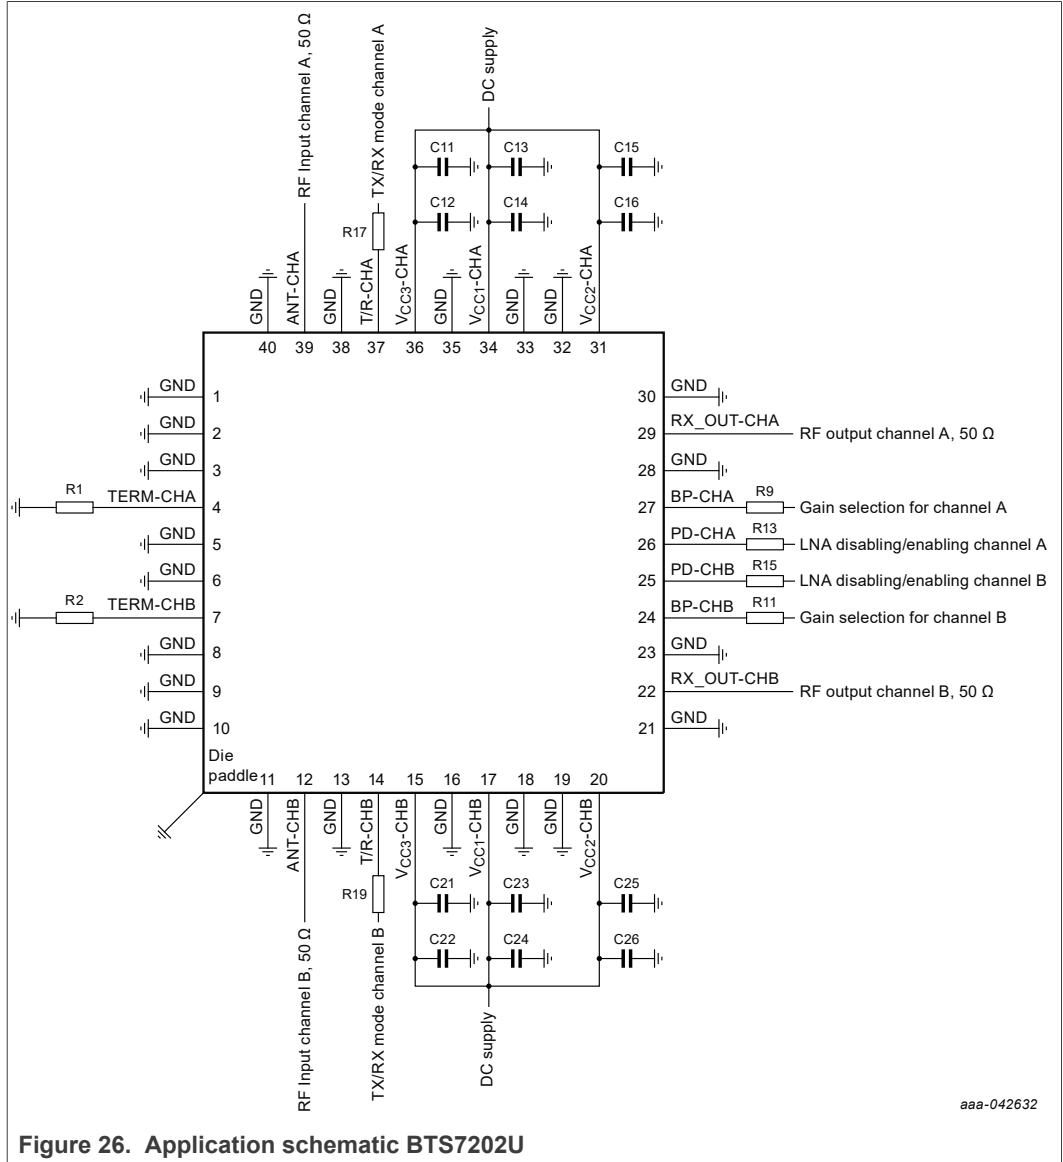 RF Input channel A, 50 Ω
TX/RX mode channel A
DC supply
C11
C13
C15
C12
C14
C16
R17
GND
ANT-CHA
GND
T/R-CHA
VCC3-CHA
GND
VCC1-CHA
GND
GND
VCC2-CHA
40
39
38
37
36
35
34
33
32
31
GND
1
GND
2
GND
3
R1
TERM-CHA
4
GND
5
GND
6
R2
TERM-CHB
7
GND
8
GND
9
GND
10
30
GND
29
RX_OUT-CHA
RF output channel A, 50 Ω
28
GND
27
BP-CHA
R9
Gain selection for channel A
26
PD-CHA
R13
LNA disabling/enabling channel A
25
PD-CHB
R15
LNA disabling/enabling channel B
24
BP-CHB
R11
Gain selection for channel B
23
GND
22
RX_OUT-CHB
RF output channel B, 50 Ω
21
GND
Die
paddle
11
12
13
14
15
16
17
18
19
20
GND
ANT-CHB
GND
T/R-CHB
VCC3-CHB
GND
VCC1-CHB
GND
GND
VCC2-CHB
R19
C21
C23
C25
C22
C24
C26
RF Input channel B, 50 Ω
TX/RX mode channel B
DC supply
aaa-042632
Figure 26. Application schematic BTS7202U